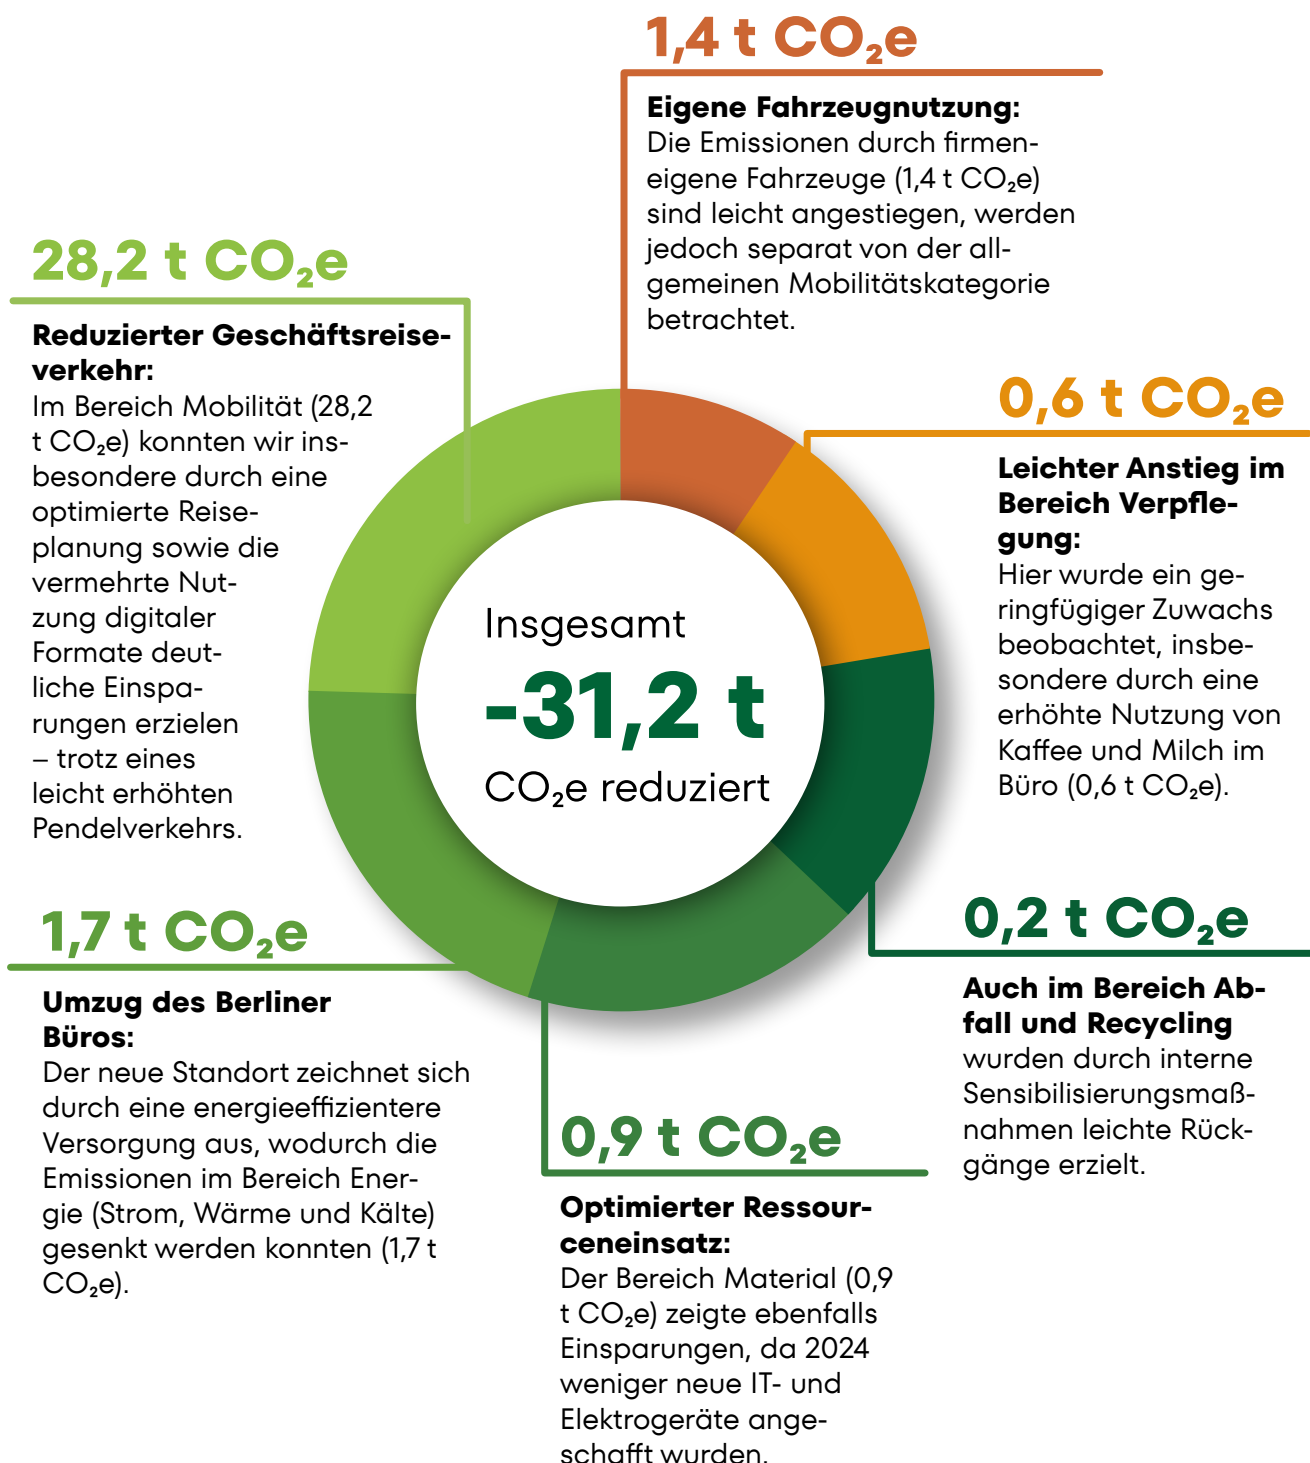 1,4 t CO₂e
Eigene Fahrzeugnutzung:
Die Emissionen durch firmen-
eigene Fahrzeuge (1,4 t CO₂e)
sind leicht angestiegen, werden
jedoch separat von der all-
gemeinen Mobilitätskategorie
betrachtet.
28,2 t CO₂e
Reduzierter Geschäftsreise-
verkehr:
Im Bereich Mobilität (28,2
t CO₂e) konnten wir ins-
besondere durch eine
optimierte Reise-
planung sowie die
vermehrte Nut-
zung digitaler
Formate deut-
liche Einspa-
rungen erzielen
– trotz eines
leicht erhöhten
Pendelverkehrs.
0,6 t CO₂e
Leichter Anstieg im
Bereich Verpfle-
gung:
Hier wurde ein ge-
ringfügiger Zuwachs
beobachtet, insbe-
sondere durch eine
erhöhte Nutzung von
Kaffee und Milch im
Büro (0,6 t CO₂e).
Insgesamt
-31,2 t
CO₂e reduziert
1,7 t CO₂e
Umzug des Berliner
Büros:
Der neue Standort zeichnet sich
durch eine energieeffizientere
Versorgung aus, wodurch die
Emissionen im Bereich Ener-
gie (Strom, Wärme und Kälte)
gesenkt werden konnten (1,7 t
CO₂e).
0,2 t CO₂e
Auch im Bereich Ab-
fall und Recycling
wurden durch interne
Sensibilisierungsmaß-
nahmen leichte Rück-
gänge erzielt.
0,9 t CO₂e
Optimierter Ressour-
ceneinsatz:
Der Bereich Material (0,9
t CO₂e) zeigte ebenfalls
Einsparungen, da 2024
weniger neue IT- und
Elektrogeräte ange-
schafft wurden.